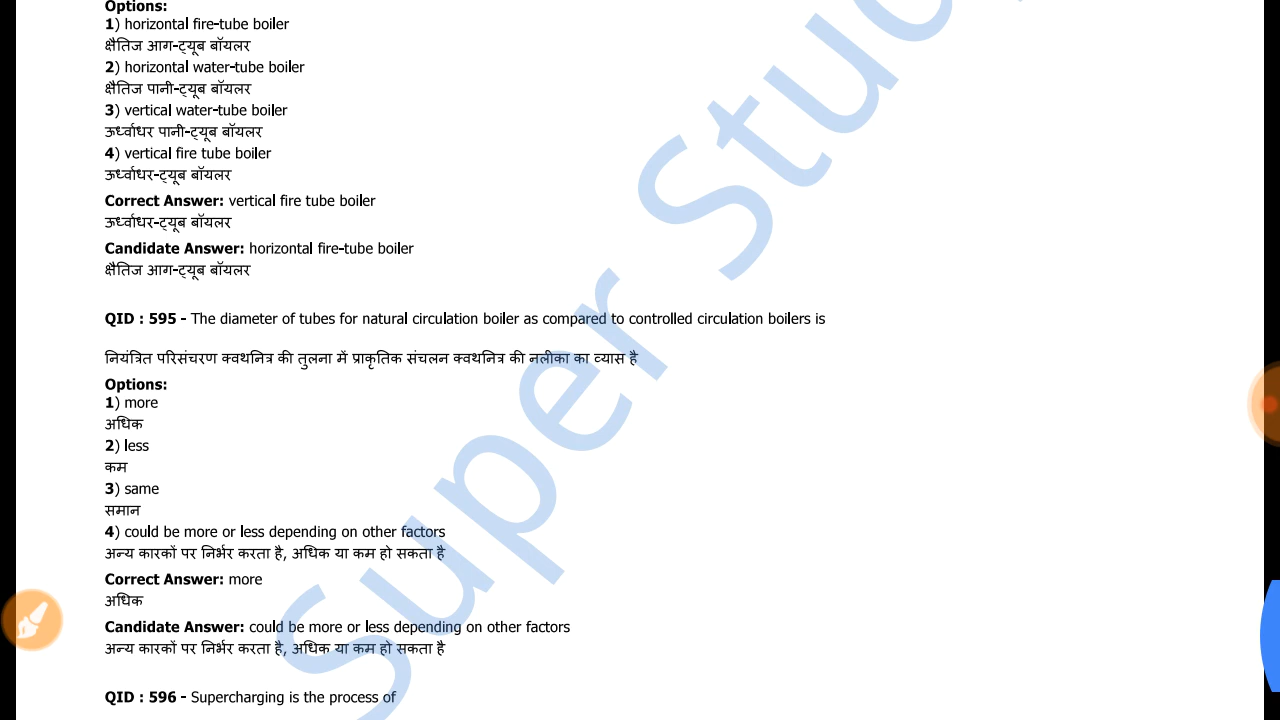 Options:
1) horizontal fire-tube boiler
क्षैतिज आग-ट्यूब बॉयलर
2) horizontal water-tube boiler
क्षैतिज पानी-ट्यूब बॉयलर
3) vertical water-tube boiler
ऊर्ध्वाधर पानी-ट्यूब बॉयलर
4) vertical fire tube boiler
ऊर्ध्वाधर-ट्यूब बॉयलर
Correct Answer: vertical fire tube boiler
ऊर्ध्वाधर-ट्यूब बॉयलर
Candidate Answer: horizontal fire-tube boiler
क्षैतिज आग-ट्यूब बॉयलर
QID : 595 - The diameter of tubes for natural circulation boiler as compared to controlled circulation boilers is
नियंत्रित परिसंचरण क्वथनित्र की तुलना में प्राकृतिक संचलन क्वथनित्र की नलीका का व्यास है
Options:
1) more
अधिक
2) less
कम
3) same
समान
4) could be more or less depending on other factors
अन्य कारकों पर निर्भर करता है, अधिक या कम हो सकता है
Correct Answer: more
अधिक
Candidate Answer: could be more or less depending on other factors
अन्य कारकों पर निर्भर करता है, अधिक या कम हो सकता है
QID : 596 - Supercharging is the process of
Super Stud